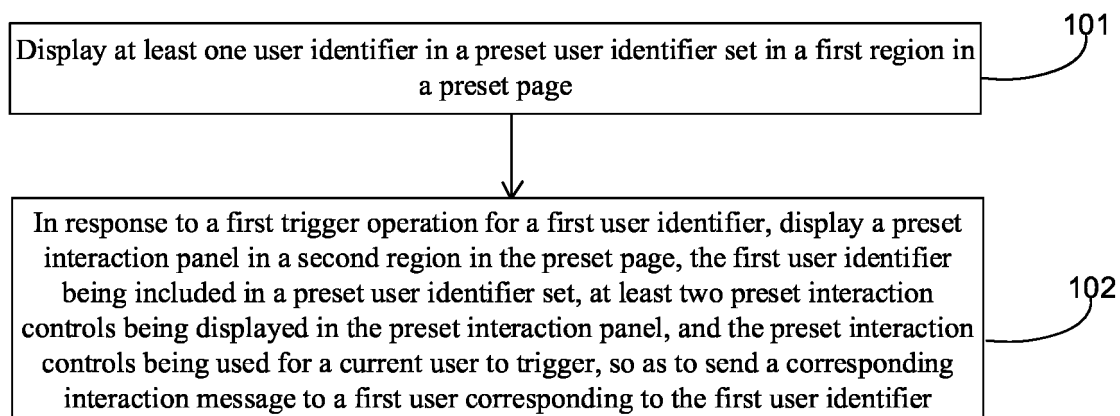 101
Display at least one user identifier in a preset user identifier set in a first region in
a preset page
In response to a first trigger operation for a first user identifier, display a preset
interaction panel in a second region in the preset page, the first user identifier
being included in a preset user identifier set, at least two preset interaction
controls being displayed in the preset interaction panel, and the preset interaction
controls being used for a current user to trigger, so as to send a corresponding
interaction message to a first user corresponding to the first user identifier
102